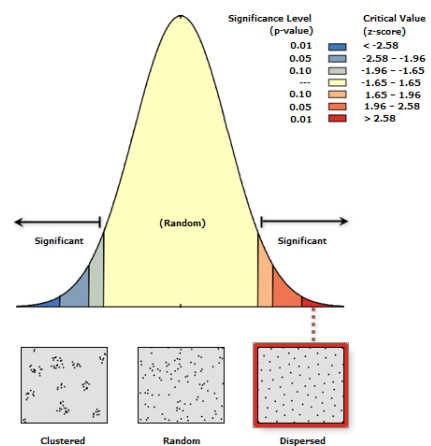 Significance Level Critical Value
(p-value) (z-score)
0.01 < -2.58
0.05 -2.58 – -1.96
0.10 -1.96 – -1.65
--- -1.65 – 1.65
0.10 1.65 – 1.96
0.05 1.96 – 2.58
0.01 > 2.58
(Random)
Significant Significant
Clustered Random Dispersed